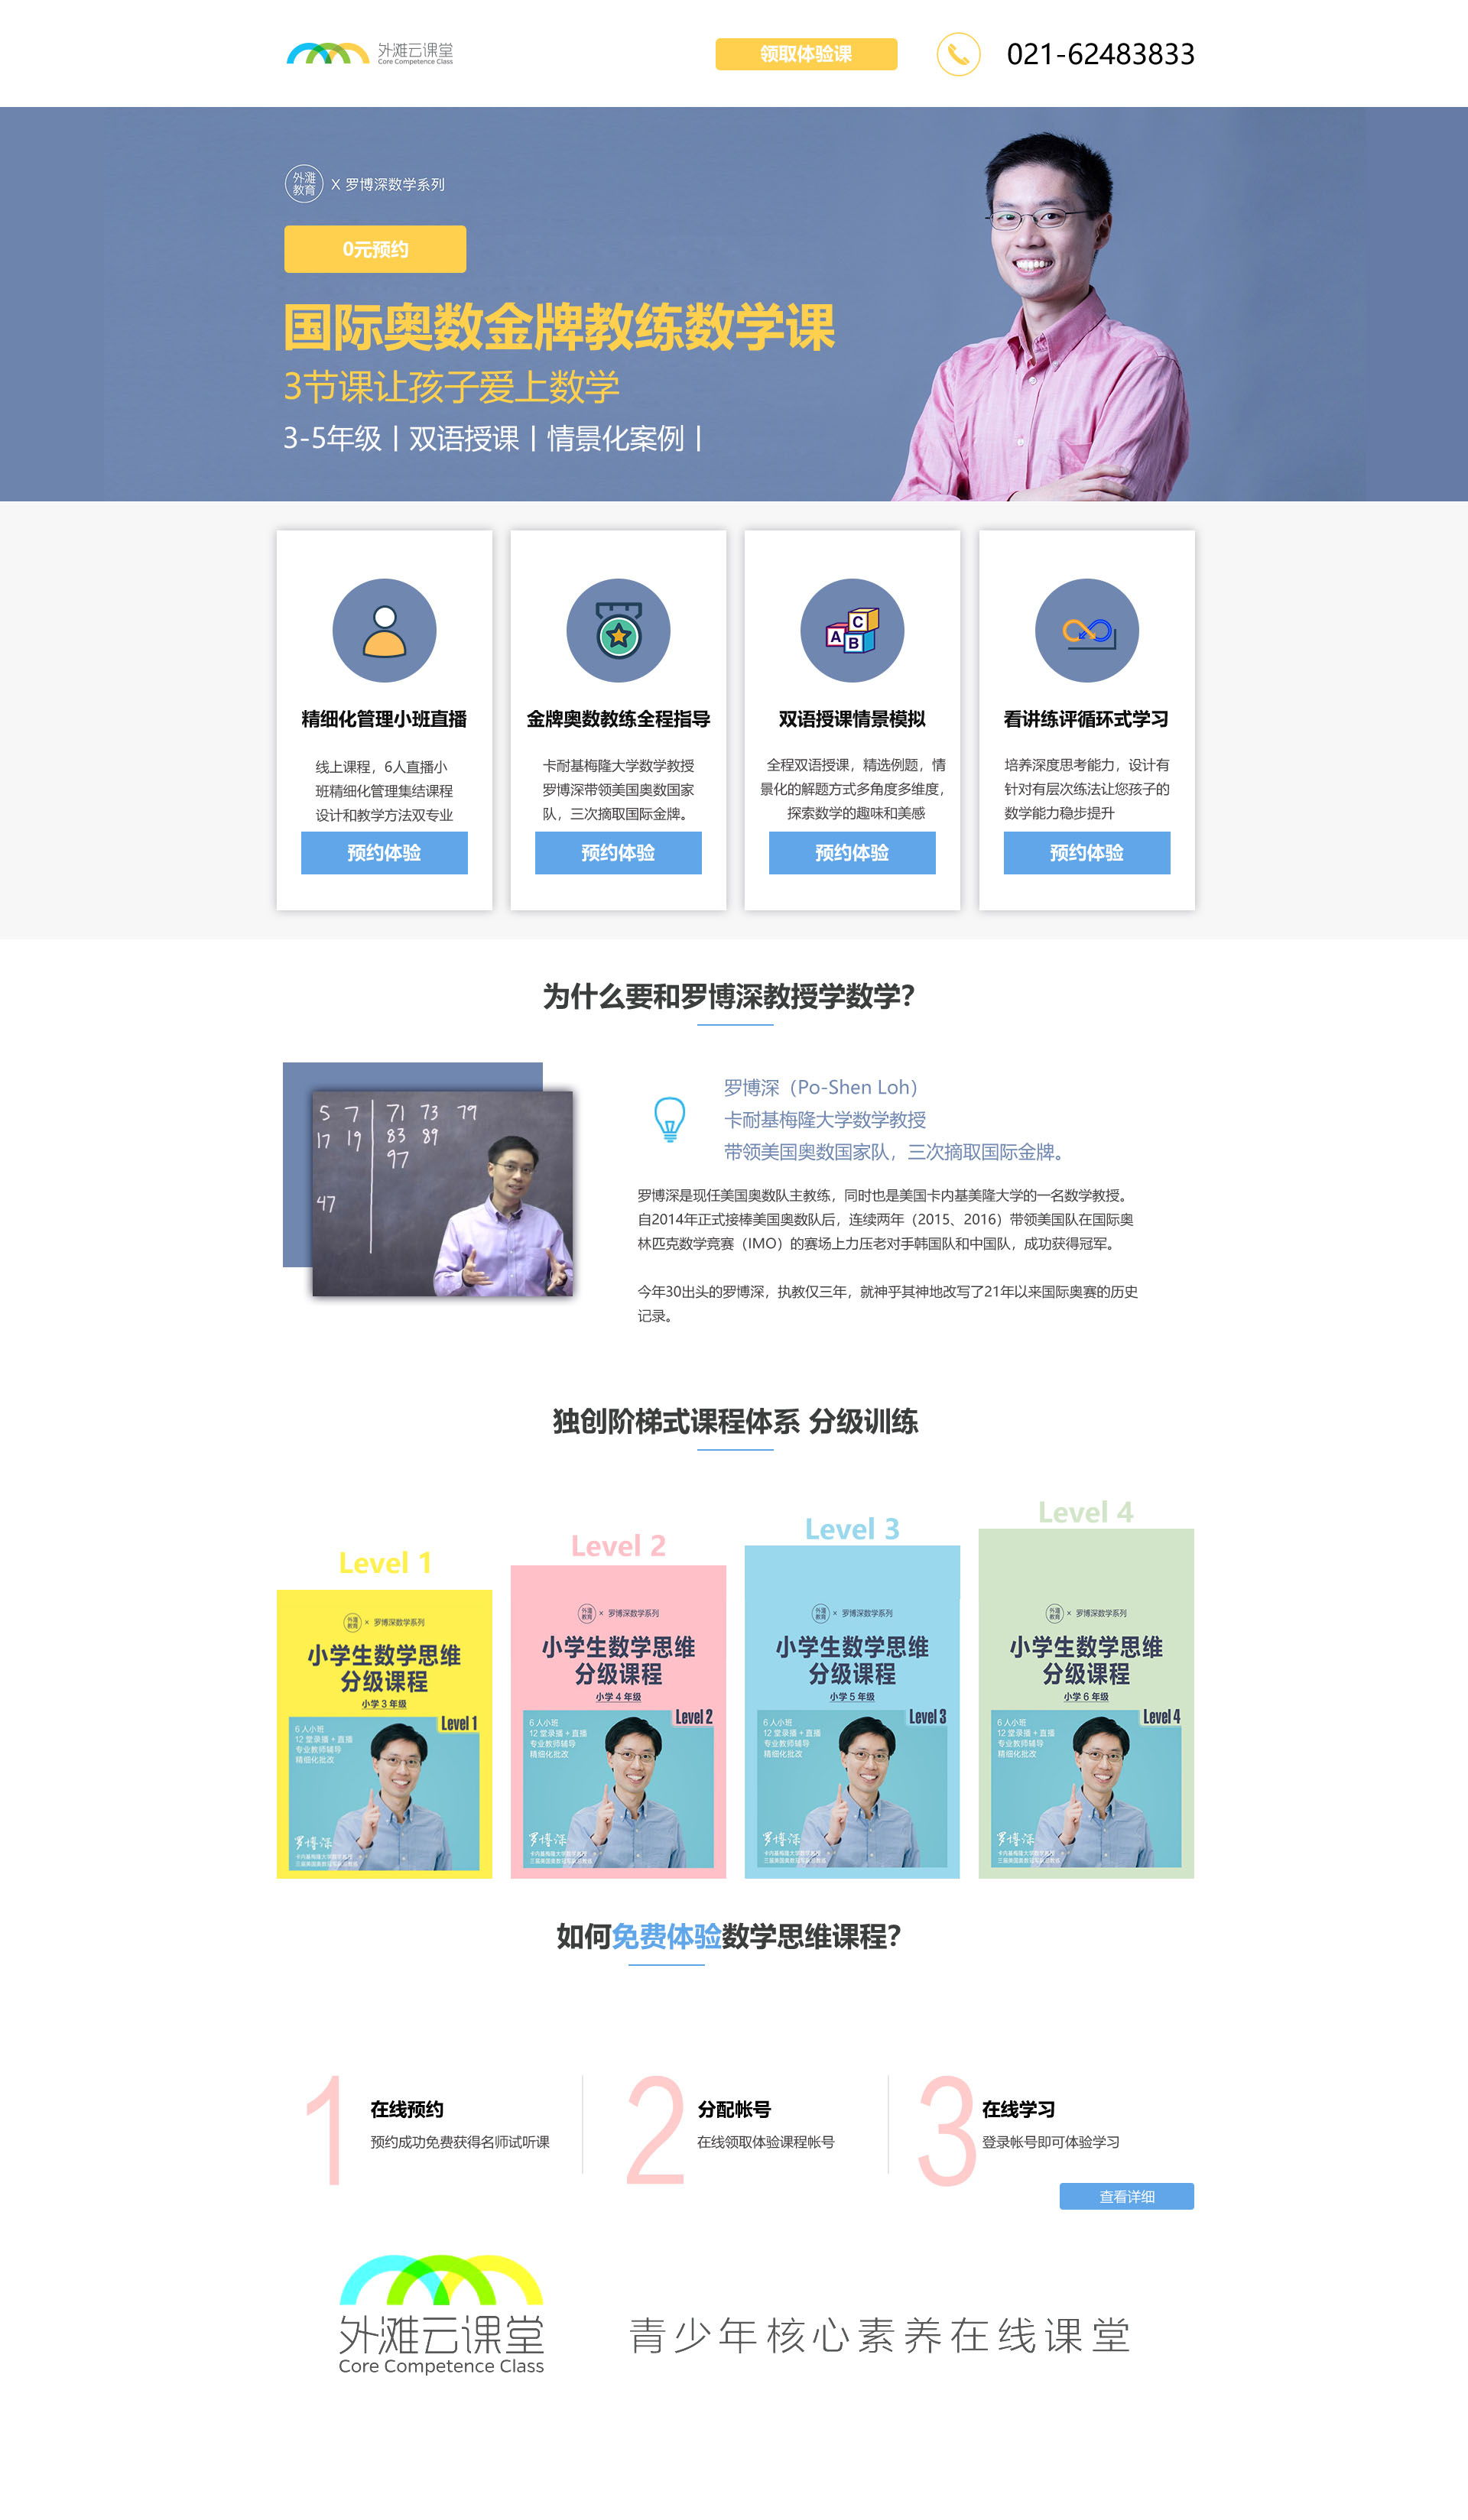 外滩云课堂
Core Competence Class
领取体验课
021-62483833
外滩
教育
X 罗博深数学系列
0元预约
国际奥数金牌教练数学课
3节课让孩子爱上数学
3-5年级丨双语授课丨情景化案例丨
精细化管理小班直播
线上课程，6人直播小
班精细化管理集结课程
设计和教学方法双专业
预约体验
金牌奥数教练全程指导
卡耐基梅隆大学数学教授
罗博深带领美国奥数国家
队，三次摘取国际金牌。
预约体验
A
B
C
双语授课情景模拟
全程双语授课，精选例题，情
景化的解题方式多角度多维度，
探索数学的趣味和美感
预约体验
看讲练评循环式学习
培养深度思考能力，设计有
针对有层次练法让您孩子的
数学能力稳步提升
预约体验
为什么要和罗博深教授学数学？
5 7 71 73 79
17 19 83 89
97
47
罗博深（Po-Shen Loh）
卡耐基梅隆大学数学教授
带领美国奥数国家队，三次摘取国际金牌。
罗博深是现任美国奥数队主教练，同时也是美国卡内基美隆大学的一名数学教授。
自2014年正式接棒美国奥数队后，连续两年（2015、2016）带领美国队在国际奥
林匹克数学竞赛（IMO）的赛场上力压老对手韩国队和中国队，成功获得冠军。
今年30出头的罗博深，执教仅三年，就神乎其神地改写了21年以来国际奥赛的历史
记录。
独创阶梯式课程体系 分级训练
Level 1
外滩
教育
× 罗博深数学系列
小学生数学思维
分级课程
小学 3 年级
Level 1
6 人小班
12 堂录播 + 直播
专业教师辅导
精细化批改
罗博深
Level 2
外滩
教育
× 罗博深数学系列
小学生数学思维
分级课程
小学 4 年级
Level 2
6 人小班
12 堂录播 + 直播
专业教师辅导
精细化批改
罗博深
Level 3
外滩
教育
× 罗博深数学系列
小学生数学思维
分级课程
小学 5 年级
Level 3
6 人小班
12 堂录播 + 直播
专业教师辅导
精细化批改
罗博深
Level 4
外滩
教育
× 罗博深数学系列
小学生数学思维
分级课程
小学 6 年级
Level 4
6 人小班
12 堂录播 + 直播
专业教师辅导
精细化批改
罗博深
如何免费体验数学思维课程？
1
在线预约
预约成功免费获得名师试听课
2
分配帐号
在线领取体验课程帐号
3
在线学习
登录帐号即可体验学习
查看详细
外滩云课堂
Core Competence Class
青少年核心素养在线课堂